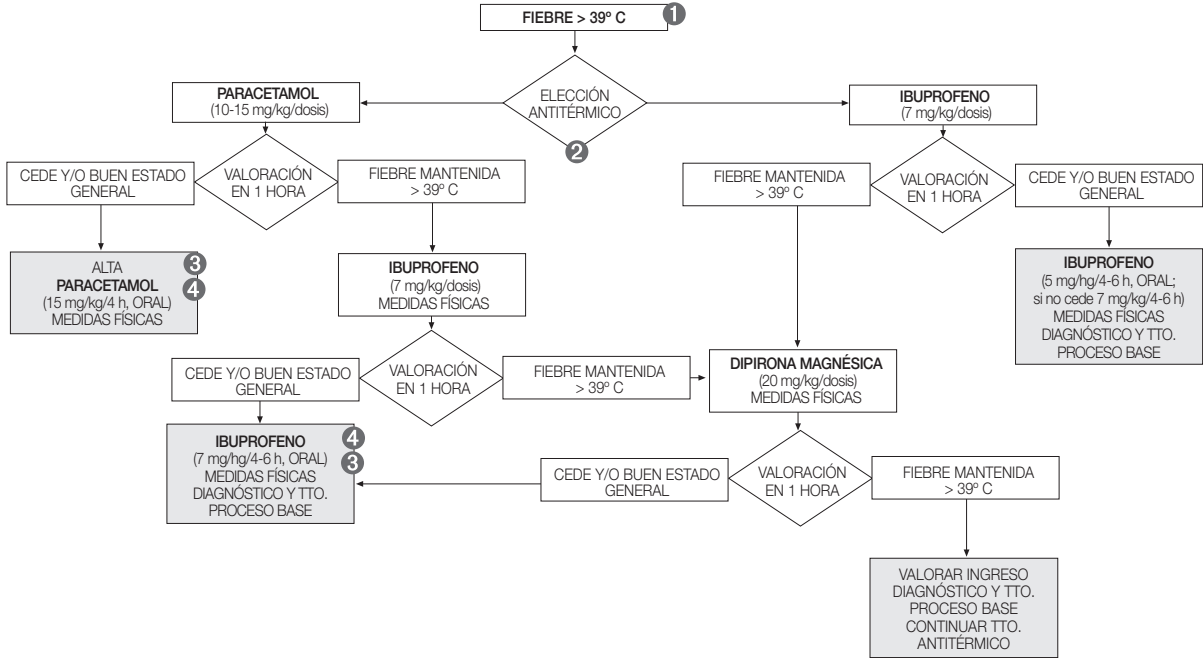 FIEBRE > 39º C
1
ELECCIÓN
ANTITÉRMICO
2
PARACETAMOL
(10-15 mg/kg/dosis)
IBUPROFENO
(7 mg/kg/dosis)
CEDE Y/O BUEN ESTADO
GENERAL
VALORACIÓN
EN 1 HORA
FIEBRE MANTENIDA
> 39º C
FIEBRE MANTENIDA
> 39º C
VALORACIÓN
EN 1 HORA
CEDE Y/O BUEN ESTADO
GENERAL
ALTA
3
PARACETAMOL
4
(15 mg/kg/4 h, ORAL)
MEDIDAS FÍSICAS
IBUPROFENO
(7 mg/kg/dosis)
MEDIDAS FÍSICAS
IBUPROFENO
(5 mg/hg/4-6 h, ORAL;
si no cede 7 mg/kg/4-6 h)
MEDIDAS FÍSICAS
DIAGNÓSTICO Y TTO.
PROCESO BASE
CEDE Y/O BUEN ESTADO
GENERAL
VALORACIÓN
EN 1 HORA
FIEBRE MANTENIDA
> 39º C
DIPIRONA MAGNÉSICA
(20 mg/kg/dosis)
MEDIDAS FÍSICAS
IBUPROFENO
4
(7 mg/hg/4-6 h, ORAL)
3
MEDIDAS FÍSICAS
DIAGNÓSTICO Y TTO.
PROCESO BASE
CEDE Y/O BUEN ESTADO
GENERAL
VALORACIÓN
EN 1 HORA
FIEBRE MANTENIDA
> 39º C
VALORAR INGRESO
DIAGNÓSTICO Y TTO.
PROCESO BASE
CONTINUAR TTO.
ANTITÉRMICO